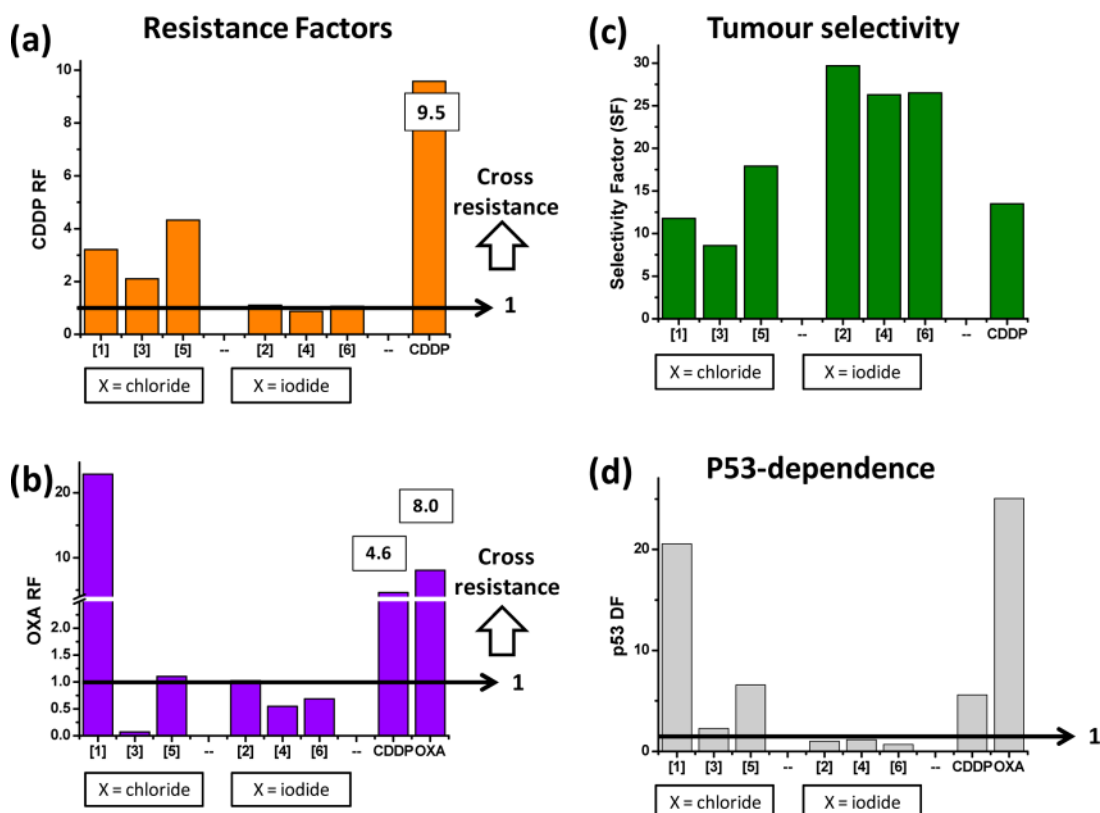 (a)
Resistance Factors
10
8
6
4
2
0
CDDP RF
9.5
Cross
resistance
1
[1] [3] [5] -- [2] [4] [6] -- CDDP
X = chloride X = iodide
(c)
Tumour selectivity
30
25
20
15
10
5
0
Selectivity Factor (SF)
[1] [3] [5] -- [2] [4] [6] -- CDDP
X = chloride X = iodide
(b)
20
10
2.0
1.5
1.0
0.5
0.0
OXA RF
4.6
8.0
Cross
resistance
1
[1] [3] [5] -- [2] [4] [6] -- CDDP OXA
X = chloride X = iodide
(d)
P53-dependence
20
10
0
p53 DF
1
[1] [3] [5] -- [2] [4] [6] -- CDDP OXA
X = chloride X = iodide